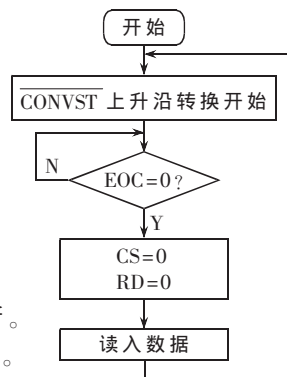 开始
CONVST 上升沿转换开始
N
EOC=0?
Y
CS=0
RD=0
。
读入数据
。